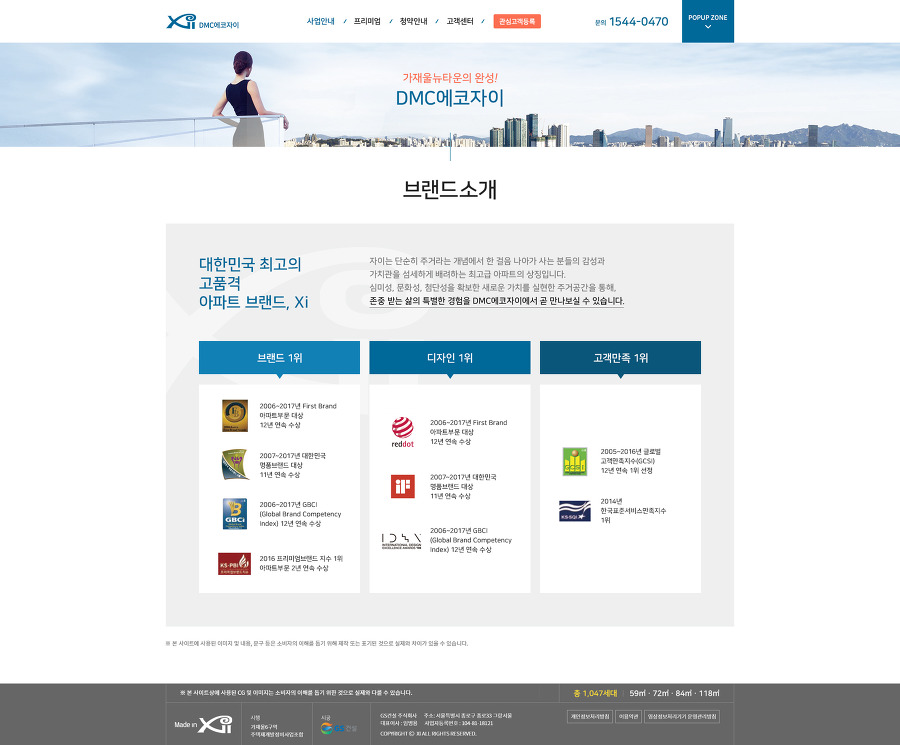 Xi DMC에코자이
사업안내 / 프리미엄 / 청약안내 / 고객센터 / 관심고객등록
문의 1544-0470
POPUP ZONE
가재울뉴타운의 완성!
DMC에코자이
브랜드소개
대한민국 최고의
고품격
아파트 브랜드, Xi
자이는 단순히 주거라는 개념에서 한 걸음 나아가 사는 분들의 감성과
가치관을 섬세하게 배려하는 최고급 아파트의 상징입니다.
심미성, 문화성, 첨단성을 확보한 새로운 가치를 실현한 주거공간을 통해,
존중 받는 삶의 특별한 경험을 DMC에코자이에서 곧 만나보실 수 있습니다.
브랜드 1위
2006~2017년 First Brand
아파트부문 대상
12년 연속 수상
2007~2017년 대한민국
명품브랜드 대상
11년 연속 수상
GBCI
2006~2017년 GBCI
(Global Brand Competency
Index) 12년 연속 수상
KS-PBI
2016 프리미엄브랜드 지수 1위
아파트부문 2년 연속 수상
디자인 1위
reddot
2006~2017년 First Brand
아파트부문 대상
12년 연속 수상
iF
2007~2017년 대한민국
명품브랜드 대상
11년 연속 수상
INTERNATIONAL DESIGN
EXCELLENCE AWARDS
2006~2017년 GBCI
(Global Brand Competency
Index) 12년 연속 수상
고객만족 1위
GCSI
2005~2016년 글로벌
고객만족지수(GCSI)
12년 연속 1위 선정
KS-SQI
2014년
한국표준서비스만족지수
1위
※ 본 사이트에 사용된 이미지 및 내용, 문구 등은 소비자의 이해를 돕기 위해 제작 또는 표기된 것으로 실제와 차이가 있을 수 있습니다.
※ 본 사이트상에 사용된 CG 및 이미지는 소비자의 이해를 돕기 위한 것으로 실제와 다를 수 있습니다.
총 1,047세대 | 59㎡ · 72㎡ · 84㎡ · 118㎡
Made in Xi
시행
가재울6구역
주택재개발정비사업조합
시공
GS건설
GS건설 주식회사 주소: 서울특별시 종로구 종로33 그랑서울
대표이사 : 임병용 사업자등록번호 : 104-81-18121
COPYRIGHT ⓒ XI ALL RIGHTS RESERVED.
개인정보처리방침 이용약관 영상정보처리기기 운영관리방침